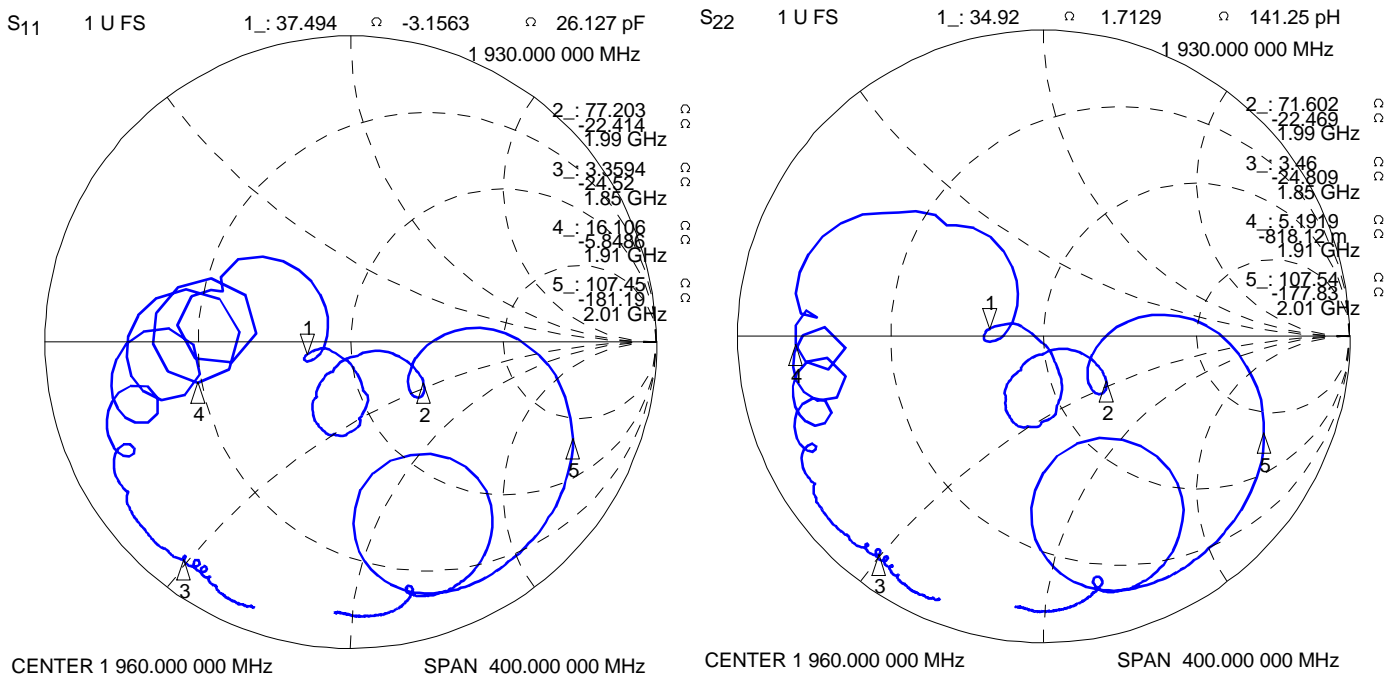 S11 1 U FS 1_: 37.494 Ω -3.1563 Ω 26.127 pF
1 930.000 000 MHz
2_: 77.203 Ω
-22.414 Ω
1.99 GHz
3_: 3.3594 Ω
-24.52 Ω
1.85 GHz
4_: 16.106 Ω
-5.8486 Ω
1.91 GHz
5_: 107.45 Ω
-181.19 Ω
2.01 GHz
1
2
3
4
5
CENTER 1 960.000 000 MHz SPAN 400.000 000 MHz
S22 1 U FS 1_: 34.92 Ω 1.7129 Ω 141.25 pH
1 930.000 000 MHz
2_: 71.602 Ω
-22.469 Ω
1.99 GHz
3_: 3.46 Ω
-24.809 Ω
1.85 GHz
4_: 5.1919 Ω
-818.12 m Ω
1.91 GHz
5_: 107.54 Ω
-177.83 Ω
2.01 GHz
1
2
3
4
5
CENTER 1 960.000 000 MHz SPAN 400.000 000 MHz